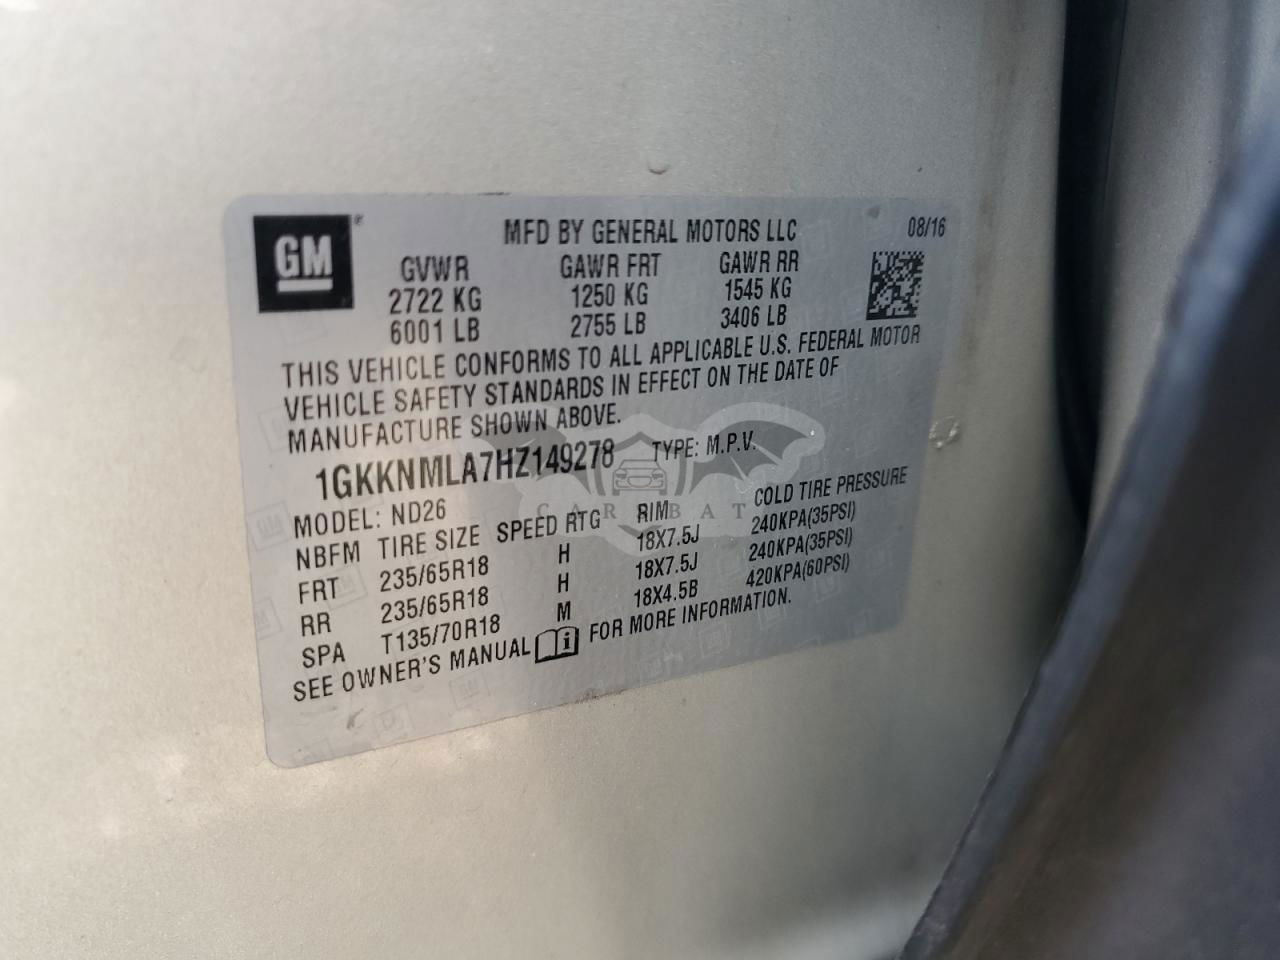 GM®
MFD BY GENERAL MOTORS LLC 08/16
GVWR GAWR FRT GAWR RR
2722 KG 1250 KG 1545 KG
6001 LB 2755 LB 3406 LB
THIS VEHICLE CONFORMS TO ALL APPLICABLE U.S. FEDERAL MOTOR
VEHICLE SAFETY STANDARDS IN EFFECT ON THE DATE OF
MANUFACTURE SHOWN ABOVE.
1GKKNMLA7HZ149278 TYPE: M.P.V.
CAR BAT
MODEL: ND26
NBFM TIRE SIZE SPEED RTG RIM COLD TIRE PRESSURE
FRT 235/65R18 H 18X7.5J 240KPA(35PSI)
RR 235/65R18 H 18X7.5J 240KPA(35PSI)
SPA T135/70R18 M 18X4.5B 420KPA(60PSI)
SEE OWNER'S MANUAL FOR MORE INFORMATION.